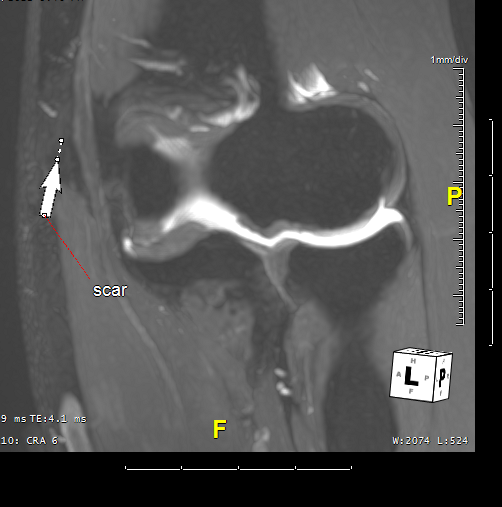 1mm/div
P
scar
H
A L P
F
P
9 ms TE:4.1 ms
F
10: CRA 6
W:2074 L:524